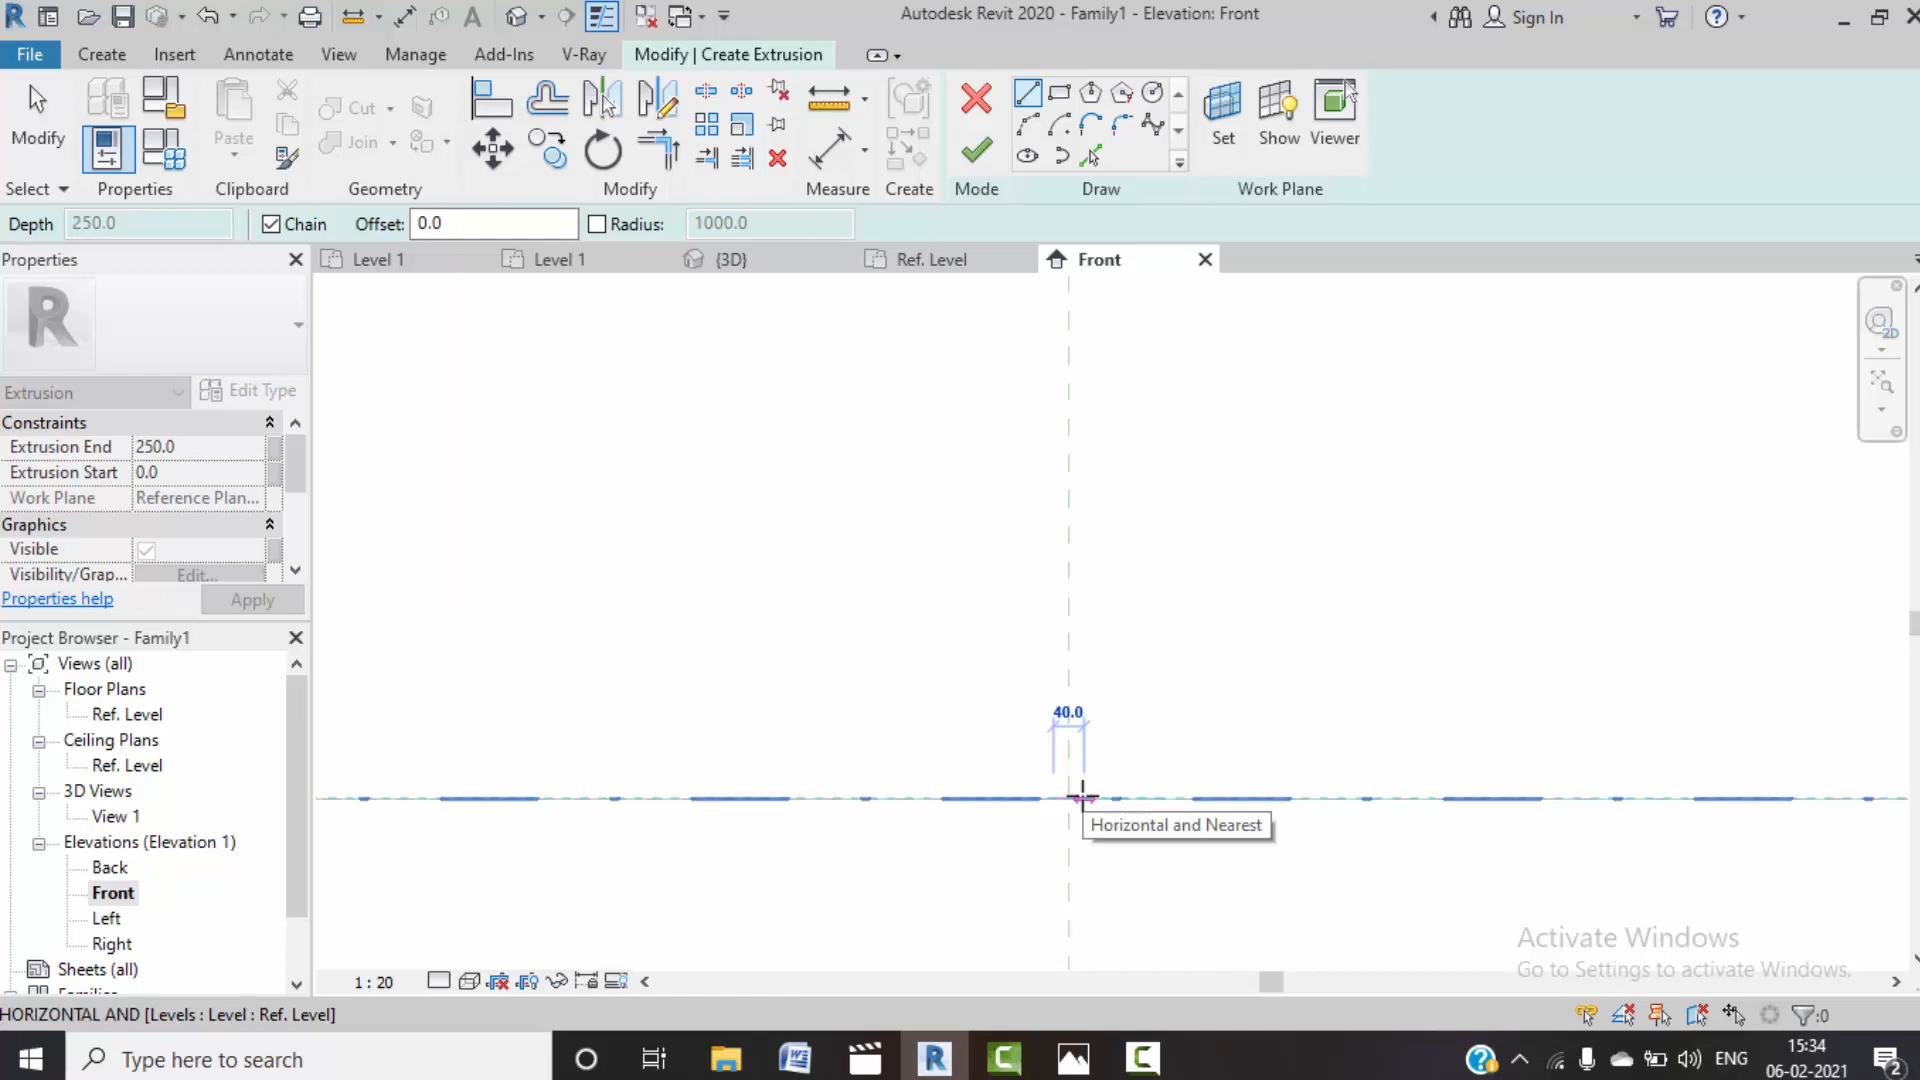 Autodesk Revit 2020 - Family1 - Elevation: Front
Sign In
File
Create
Insert
Annotate
View
Manage
Add-Ins
V-Ray
Modify | Create Extrusion
Modify
Paste
Cut
Join
Set
Show
Viewer
Select
Properties
Clipboard
Geometry
Modify
Measure
Create
Mode
Draw
Work Plane
Depth
250.0
Chain
Offset:
0.0
Radius:
1000.0
Properties
Level 1
Level 1
{3D}
Ref. Level
Front
Extrusion
Edit Type
Constraints
Extrusion End 250.0
Extrusion Start 0.0
Work Plane Reference Plan...
Graphics
Visible
Visibility/Grap... Edit...
Properties help
Apply
Project Browser - Family1
Views (all)
Floor Plans
Ref. Level
Ceiling Plans
Ref. Level
3D Views
View 1
Elevations (Elevation 1)
Back
Front
Left
Right
Sheets (all)
40.0
Horizontal and Nearest
2D
Activate Windows
Go to Settings to activate Windows.
1 : 20
HORIZONTAL AND [Levels : Level : Ref. Level]
:0
Type here to search
ENG
15:34
06-02-2021
2